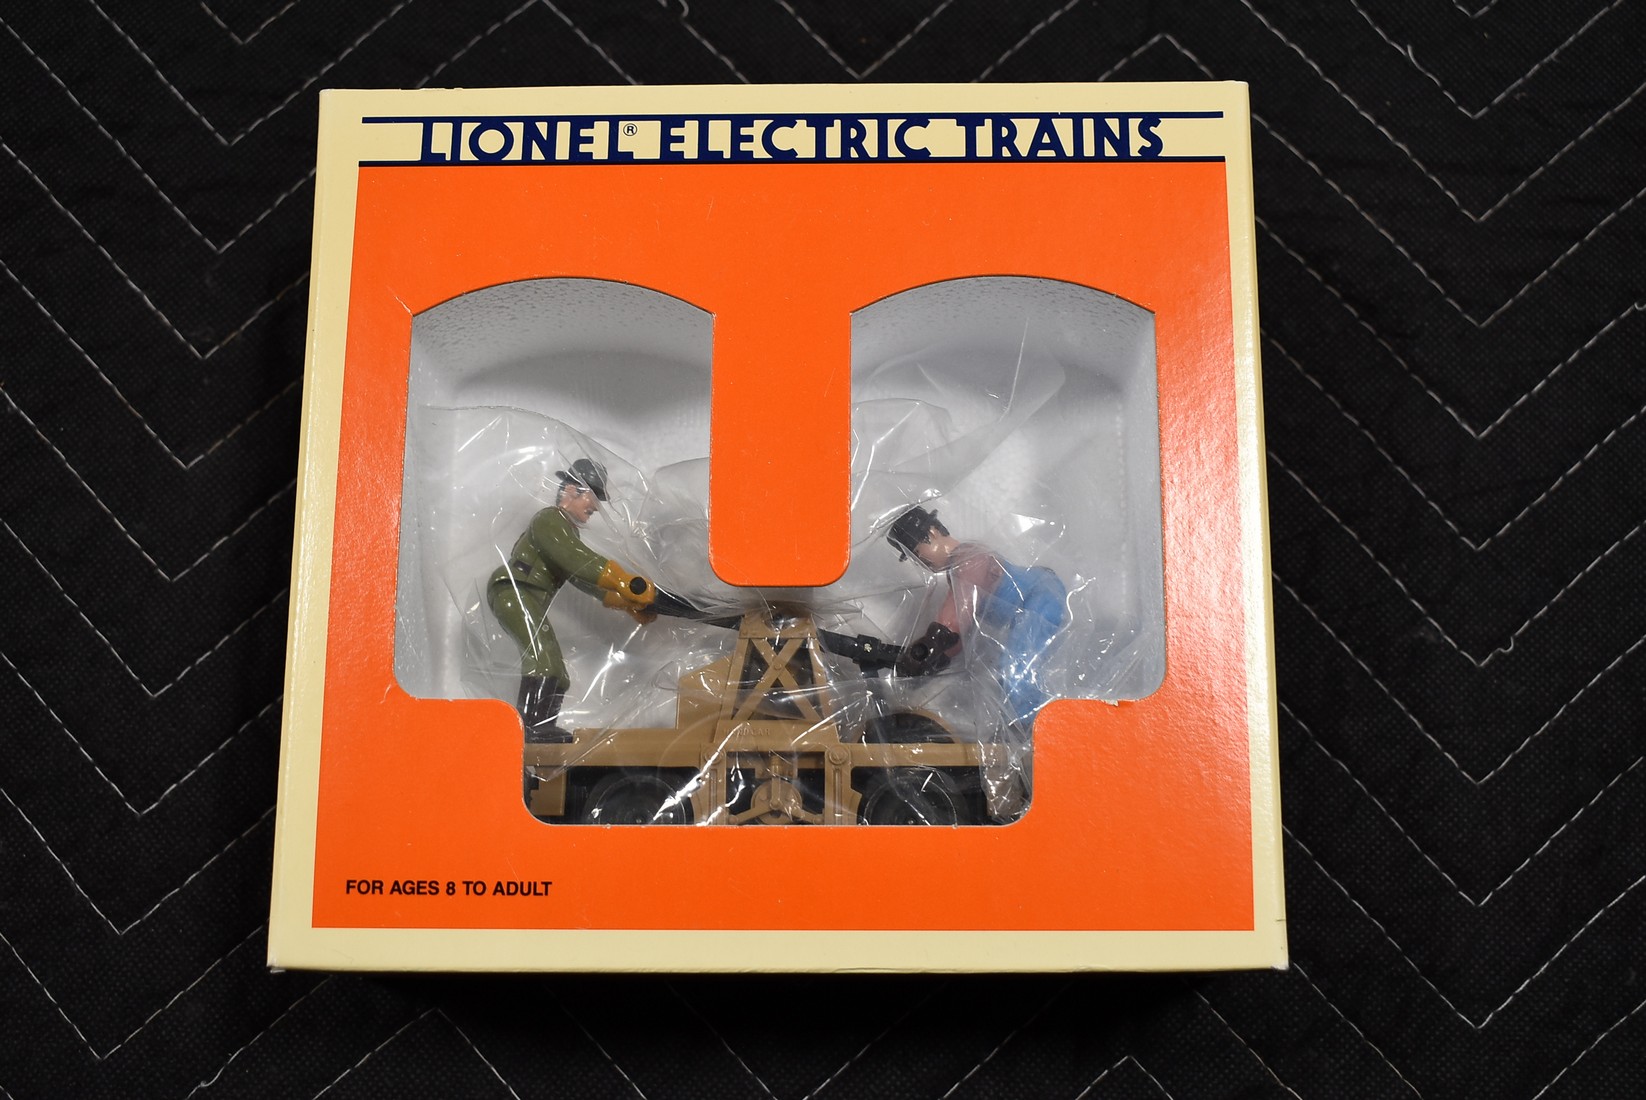 LIONEL® ELECTRIC TRAINS
FOR AGES 8 TO ADULT